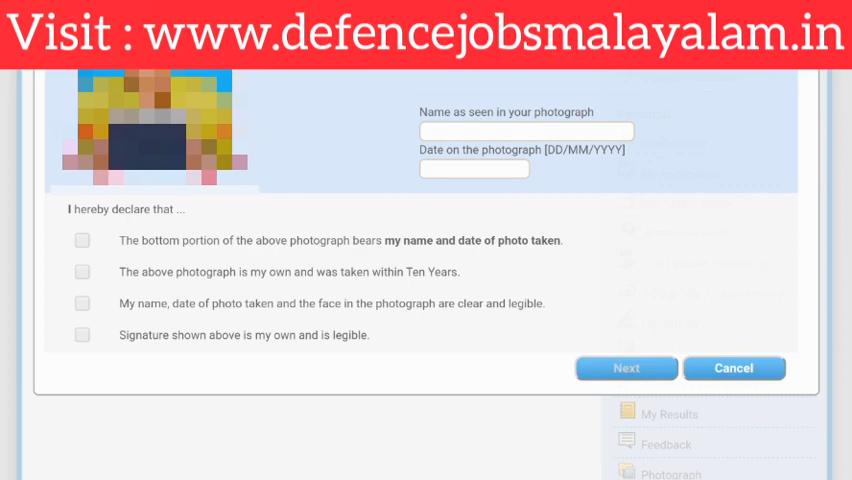 Visit : www.defencejobsmalayalam.in
Name as seen in your photograph
Date on the photograph [DD/MM/YYYY]
I hereby declare that ...
The bottom portion of the above photograph bears my name and date of photo taken.
The above photograph is my own and was taken within Ten Years.
My name, date of photo taken and the face in the photograph are clear and legible.
Signature shown above is my own and is legible.
Next
Cancel
My Results
Feedback
Photograph